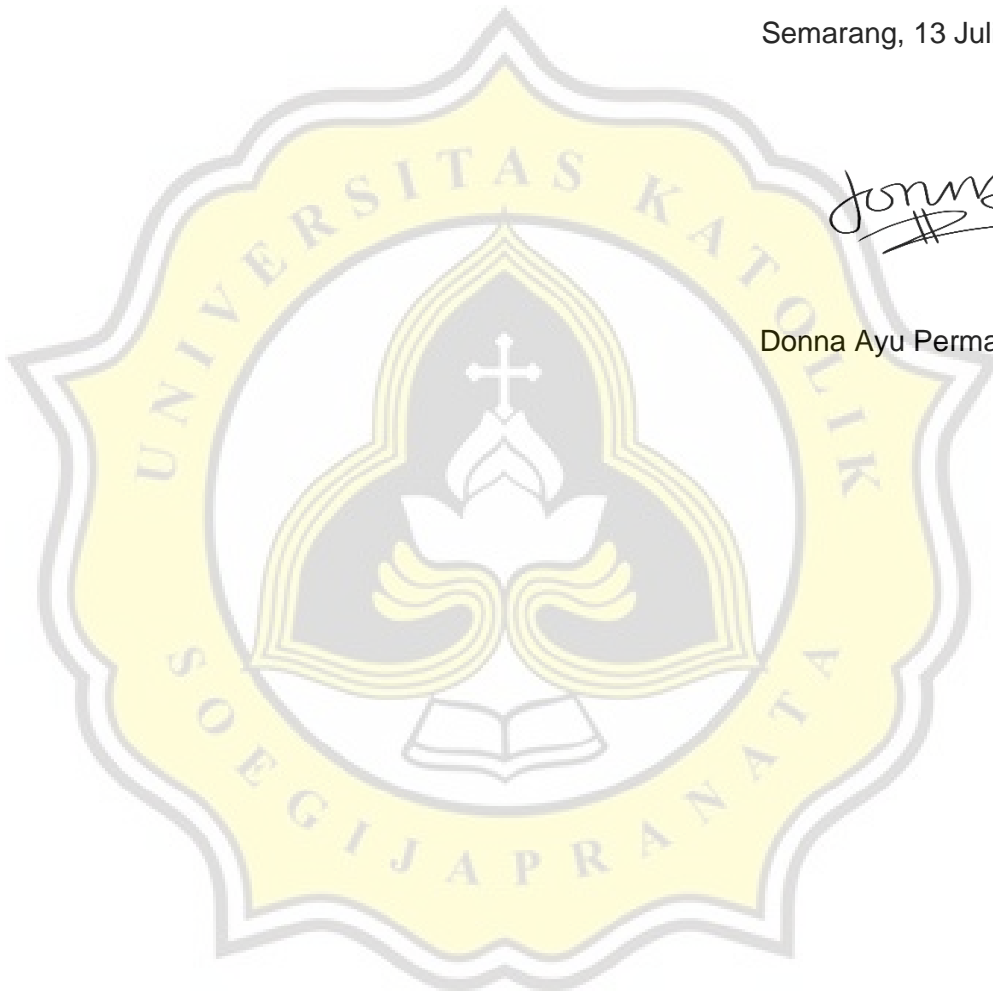 Semarang, 13 Jul
Donna Ayu Perma
UNIVERSITAS KATOLIK
SOEGIJAPRANATA